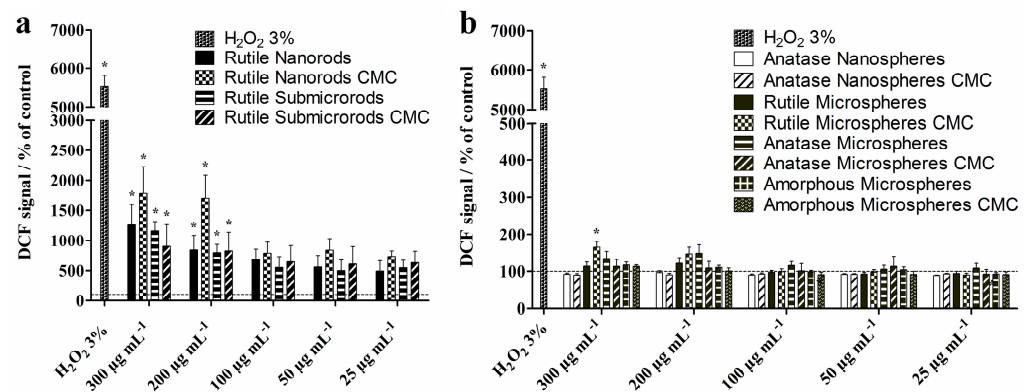 a
DCF signal / % of control
7000
6000
5000
3000
2500
2000
1500
1000
500
0
H₂O₂ 3%
Rutile Nanorods
Rutile Nanorods CMC
Rutile Submicrorods
Rutile Submicrorods CMC
*
*
*
*
*
*
*
*
*
H₂O₂ 3%
300 µg mL⁻¹
200 µg mL⁻¹
100 µg mL⁻¹
50 µg mL⁻¹
25 µg mL⁻¹
b
DCF signal / % of control
7000
6000
5000
500
400
300
200
100
0
H₂O₂ 3%
Anatase Nanospheres
Anatase Nanospheres CMC
Rutile Microspheres
Rutile Microspheres CMC
Anatase Microspheres
Anatase Microspheres CMC
Amorphous Microspheres
Amorphous Microspheres CMC
*
*
H₂O₂ 3%
300 µg mL⁻¹
200 µg mL⁻¹
100 µg mL⁻¹
50 µg mL⁻¹
25 µg mL⁻¹